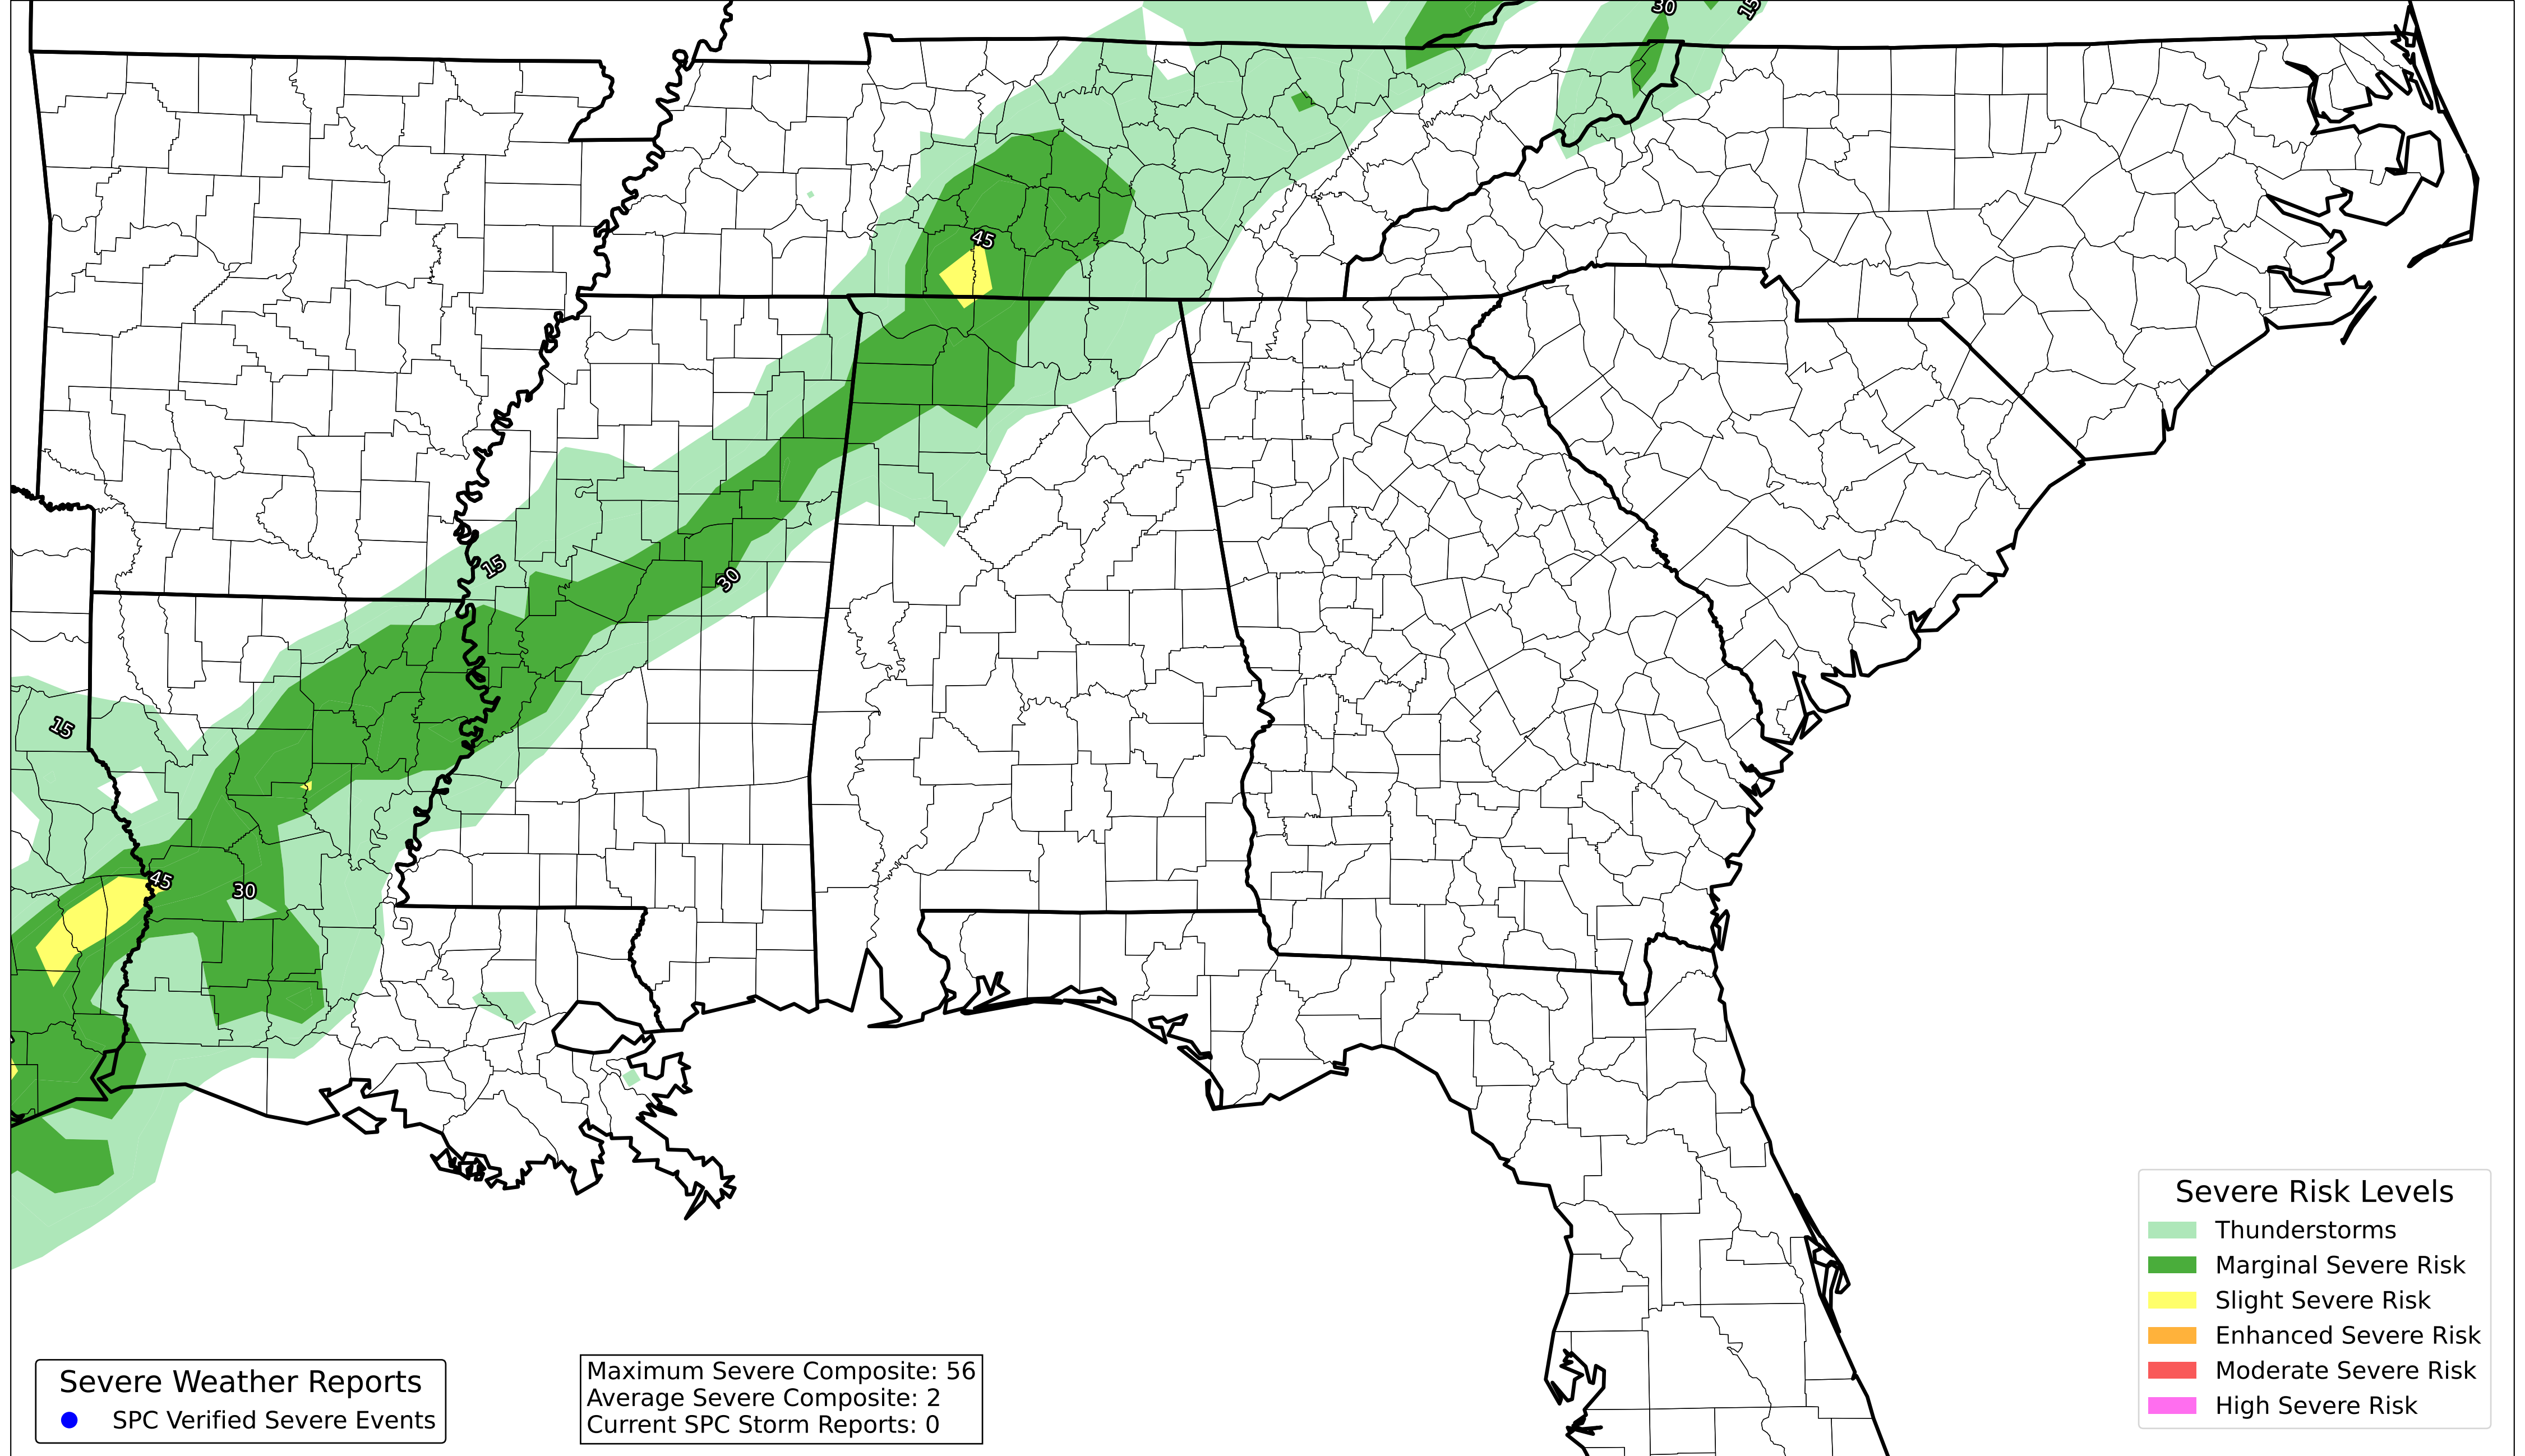 30
15
45
15
30
15
45
30
Severe Risk Levels
Thunderstorms
Marginal Severe Risk
Slight Severe Risk
Enhanced Severe Risk
Moderate Severe Risk
High Severe Risk
Severe Weather Reports
SPC Verified Severe Events
Maximum Severe Composite: 56
Average Severe Composite: 2
Current SPC Storm Reports: 0